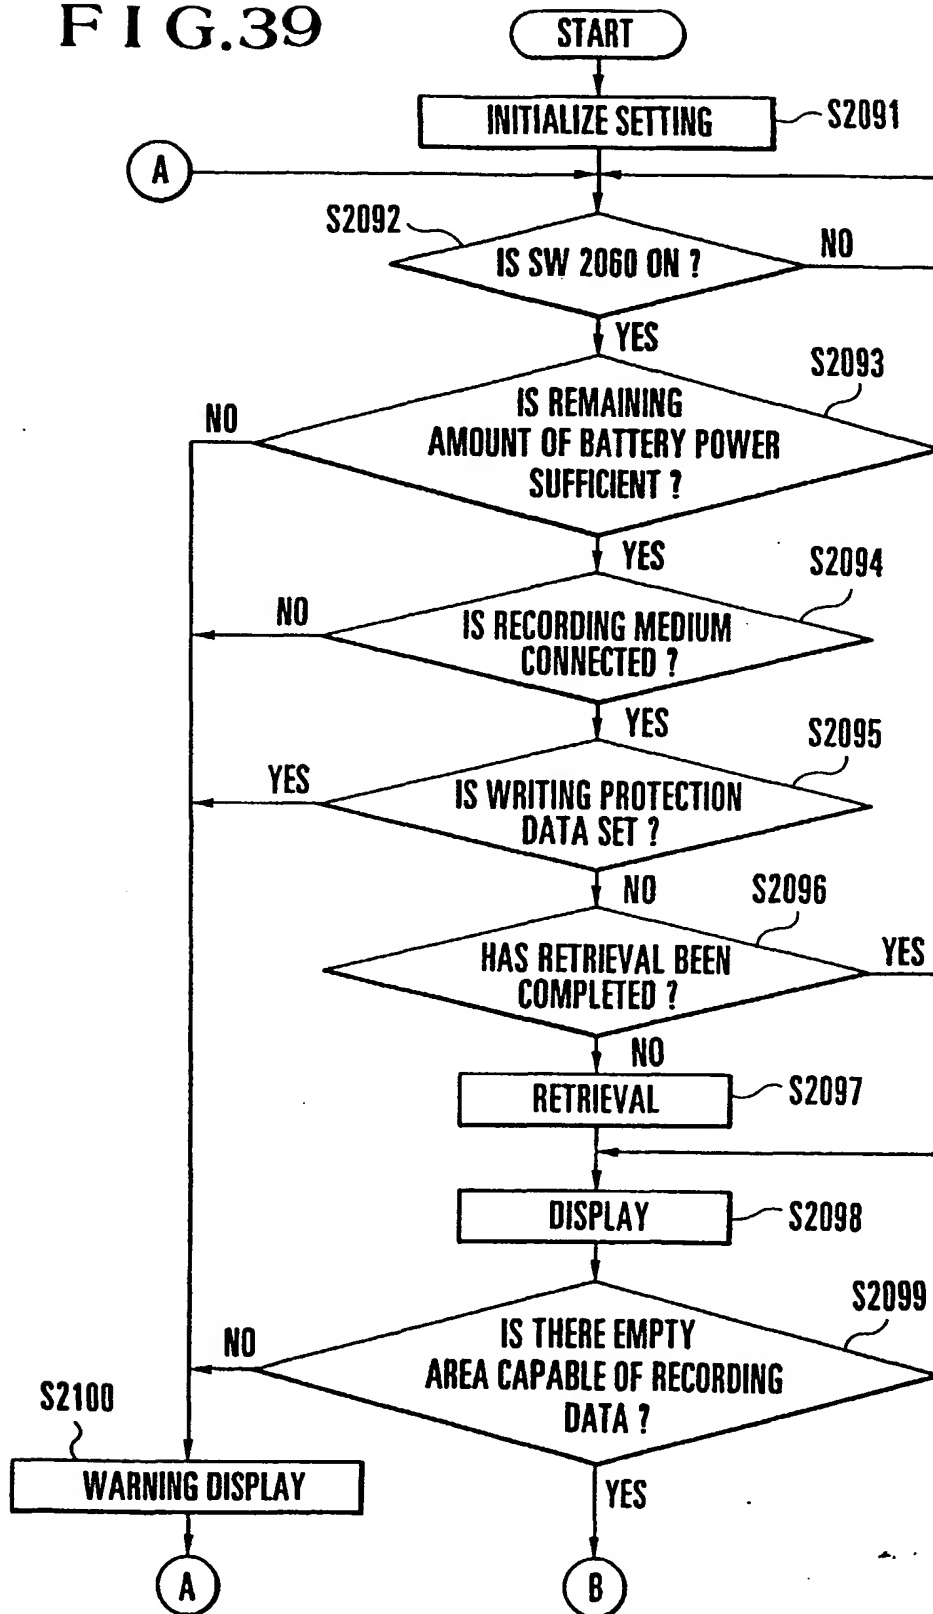 FIG.39
START
INITIALIZE SETTING
S2091
A
S2092
IS SW 2060 ON ?
NO
YES
S2093
IS REMAINING
AMOUNT OF BATTERY POWER
SUFFICIENT ?
NO
YES
S2094
IS RECORDING MEDIUM
CONNECTED ?
NO
YES
S2095
IS WRITING PROTECTION
DATA SET ?
YES
NO
S2096
HAS RETRIEVAL BEEN
COMPLETED ?
YES
NO
RETRIEVAL
S2097
DISPLAY
S2098
S2099
IS THERE EMPTY
AREA CAPABLE OF RECORDING
DATA ?
NO
YES
S2100
WARNING DISPLAY
A
B